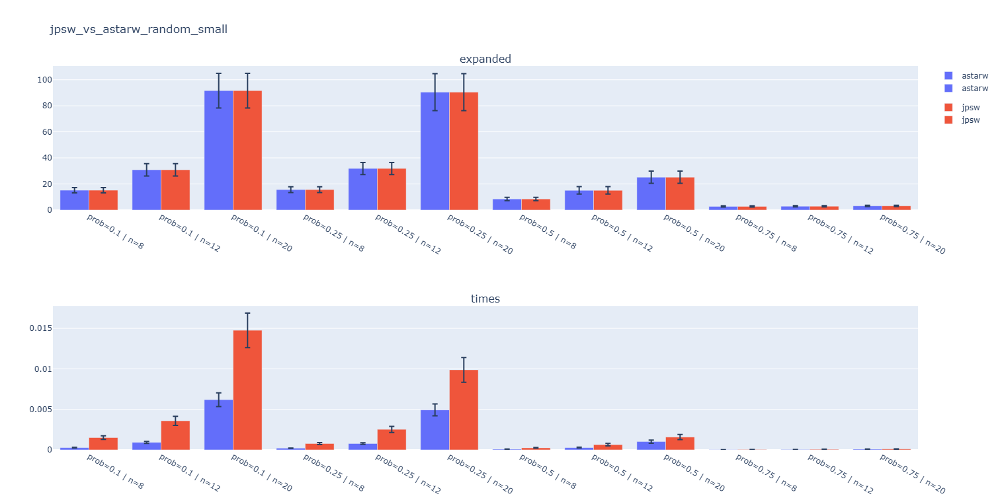 jpsw_vs_astarw_random_small
expanded
100
80
60
40
20
0
prob=0.1 | n=8
prob=0.1 | n=12
prob=0.1 | n=20
prob=0.25 | n=8
prob=0.25 | n=12
prob=0.25 | n=20
prob=0.5 | n=8
prob=0.5 | n=12
prob=0.5 | n=20
prob=0.75 | n=8
prob=0.75 | n=12
prob=0.75 | n=20
astarw
astarw
jpsw
jpsw
times
0.015
0.01
0.005
0
prob=0.1 | n=8
prob=0.1 | n=12
prob=0.1 | n=20
prob=0.25 | n=8
prob=0.25 | n=12
prob=0.25 | n=20
prob=0.5 | n=8
prob=0.5 | n=12
prob=0.5 | n=20
prob=0.75 | n=8
prob=0.75 | n=12
prob=0.75 | n=20